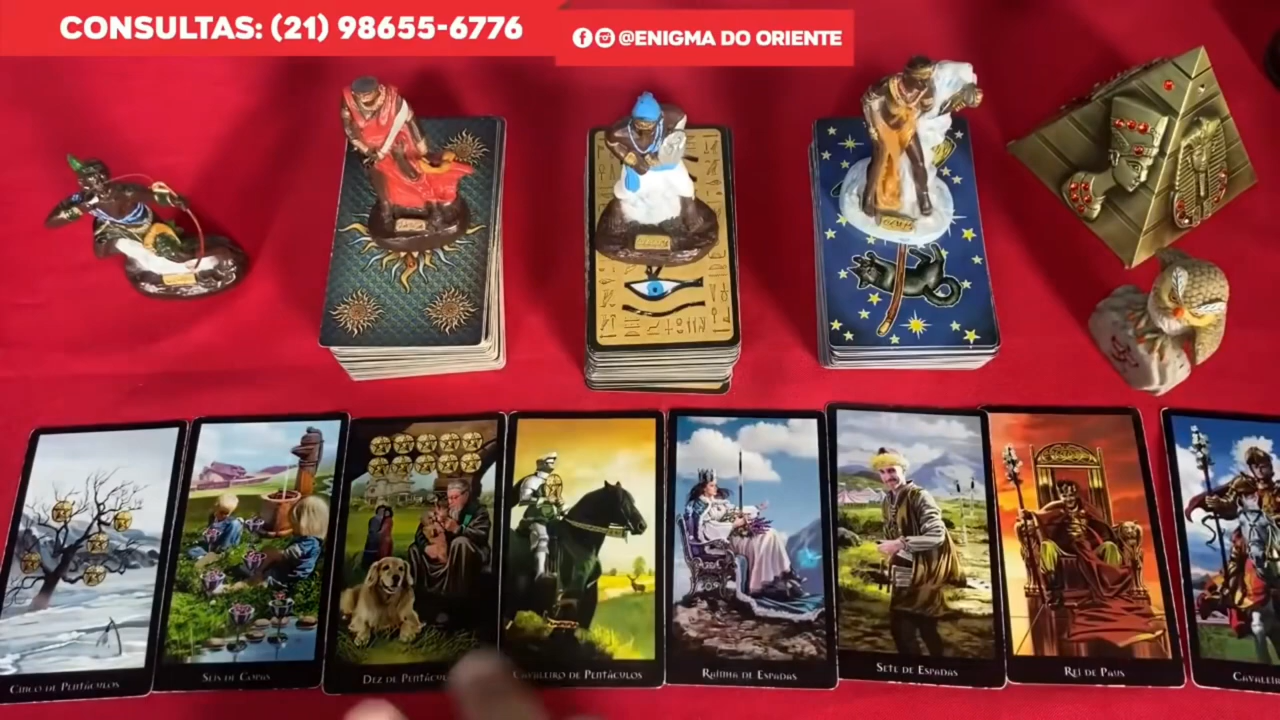 CONSULTAS: (21) 98655-6776
@ENIGMA DO ORIENTE
Cinco de Pentáculos
Seis de Copas
Dez de
Cavaleiro de Pentáculos
Rainha de Espadas
Sete de Espadas
Rei de Paus